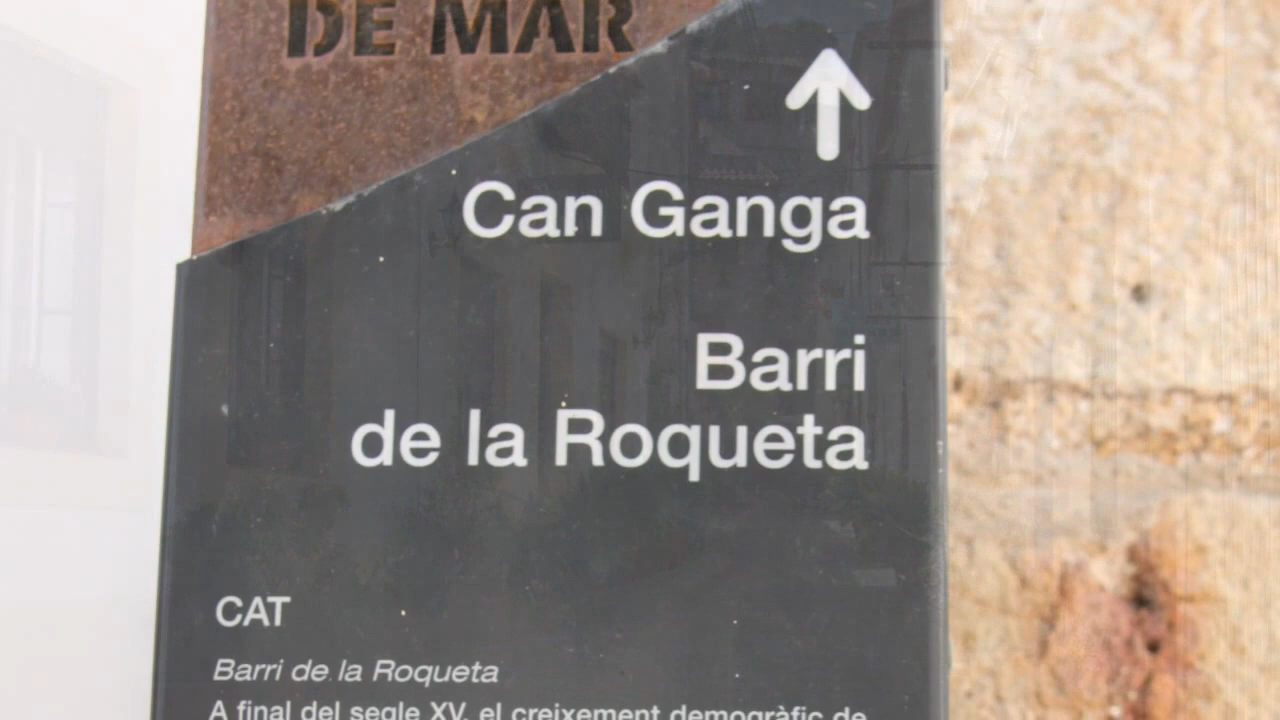 DE MAR
Can Ganga
Barri
de la Roqueta
CAT
Barri de la Roqueta
A final del segle XV, el creixement demogràfic de